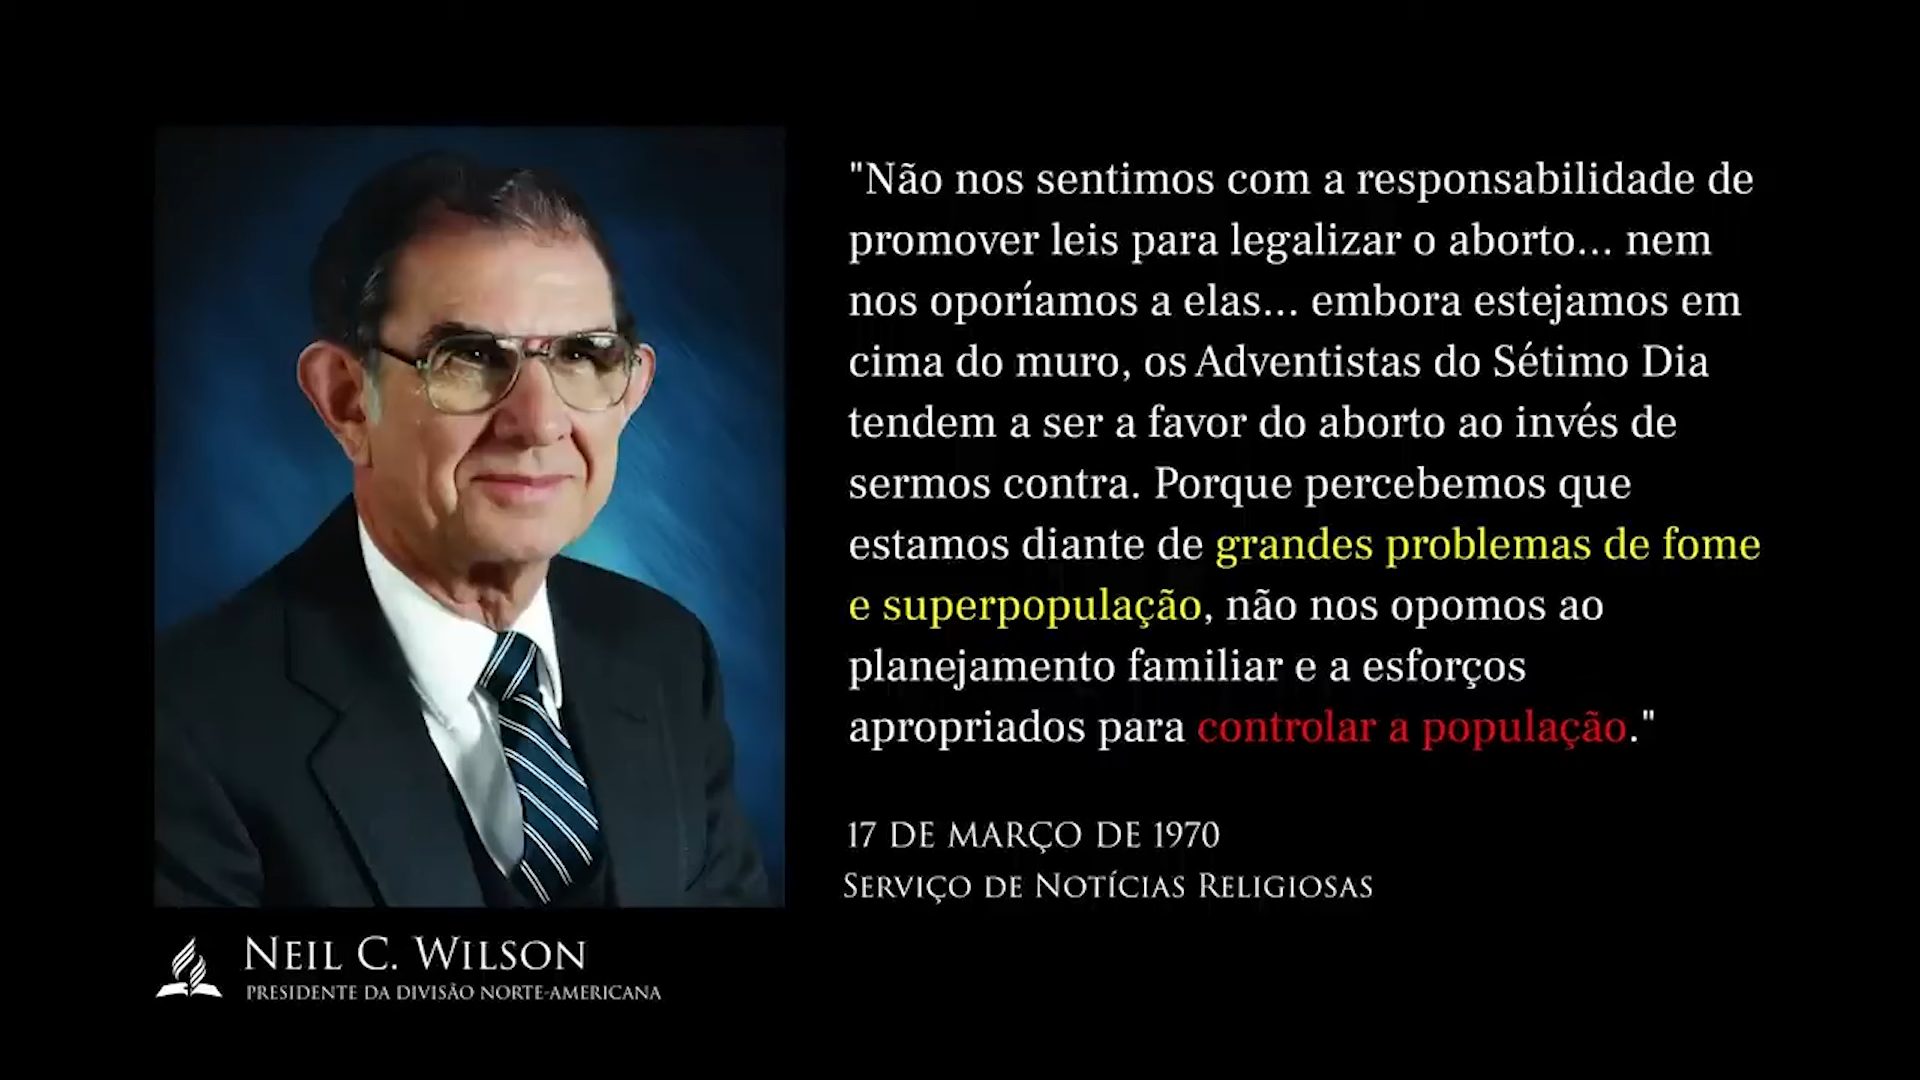 "Não nos sentimos com a responsabilidade de
promover leis para legalizar o aborto... nem
nos oporíamos a elas... embora estejamos em
cima do muro, os Adventistas do Sétimo Dia
tendem a ser a favor do aborto ao invés de
sermos contra. Porque percebemos que
estamos diante de grandes problemas de fome
e superpopulação, não nos opomos ao
planejamento familiar e a esforços
apropriados para controlar a população."
17 DE MARÇO DE 1970
SERVIÇO DE NOTÍCIAS RELIGIOSAS
NEIL C. WILSON
PRESIDENTE DA DIVISÃO NORTE-AMERICANA